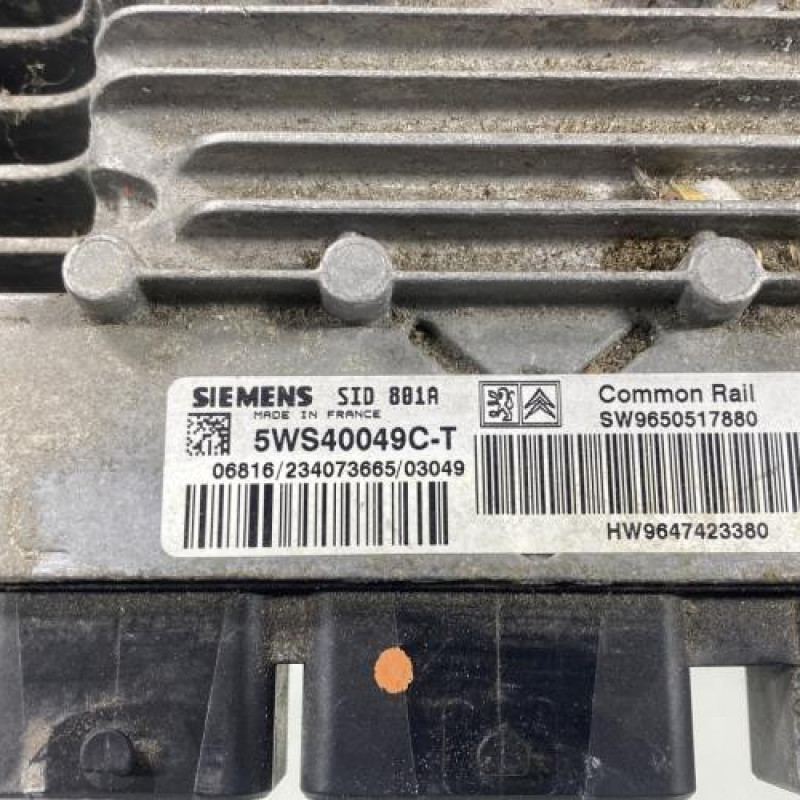 SIEMENS SID 801A
MADE IN FRANCE
5WS40049C-T
06816/234073665/03049
Common Rail
SW9650517880
HW9647423380